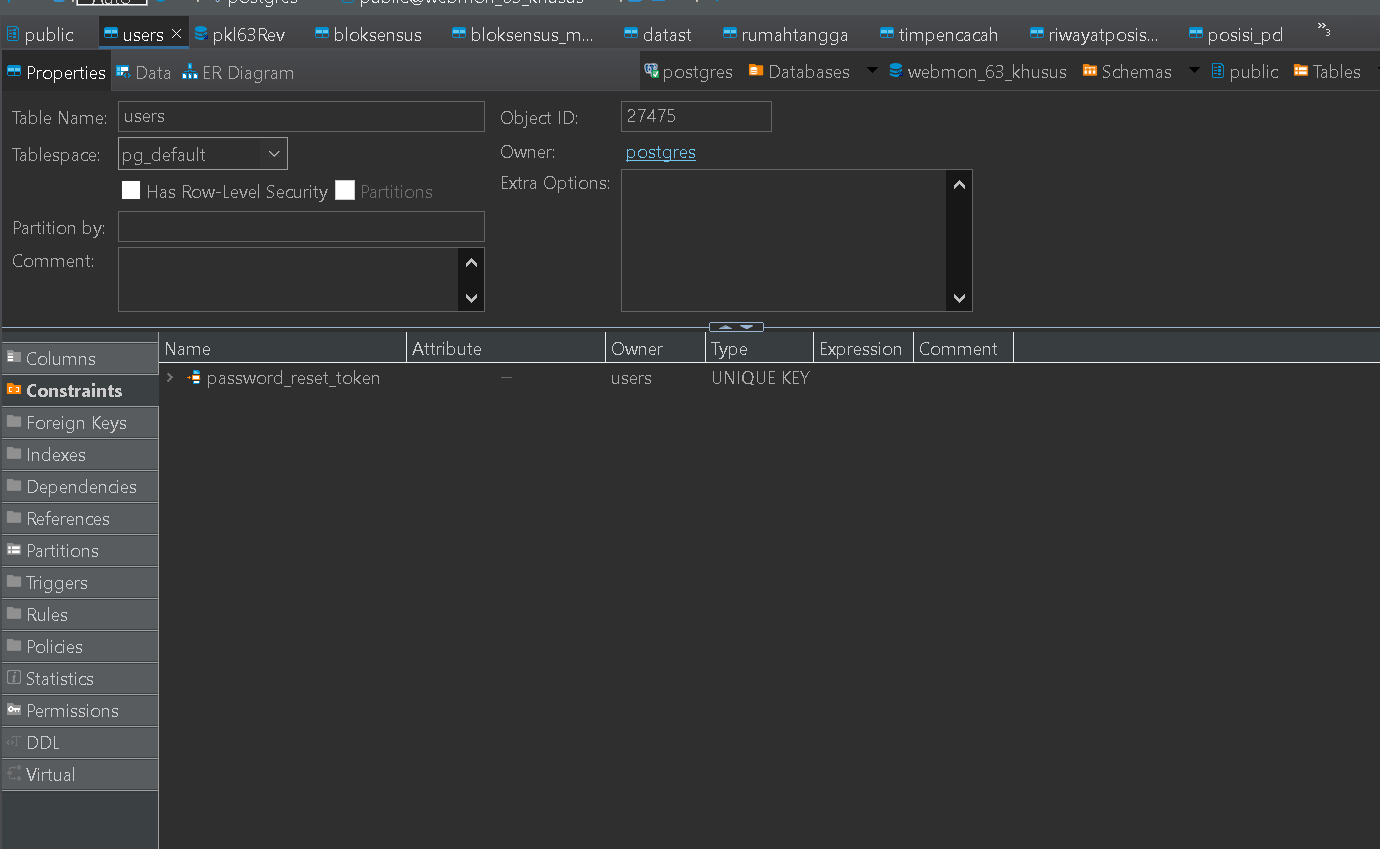 public users pkl63Rev bloksensus bloksensus_m... datast rumahtangga timpencacah riwayatposis... posisi_pcl »3
Properties Data ER Diagram postgres Databases webmon_63_khusus Schemas public Tables
Table Name: users Object ID: 27475
Tablespace: pg_default Owner: postgres
Has Row-Level Security Partitions Extra Options:
Partition by:
Comment:
Name Attribute Owner Type Expression Comment
password_reset_token users UNIQUE KEY
Columns
Constraints
Foreign Keys
Indexes
Dependencies
References
Partitions
Triggers
Rules
Policies
Statistics
Permissions
DDL
Virtual